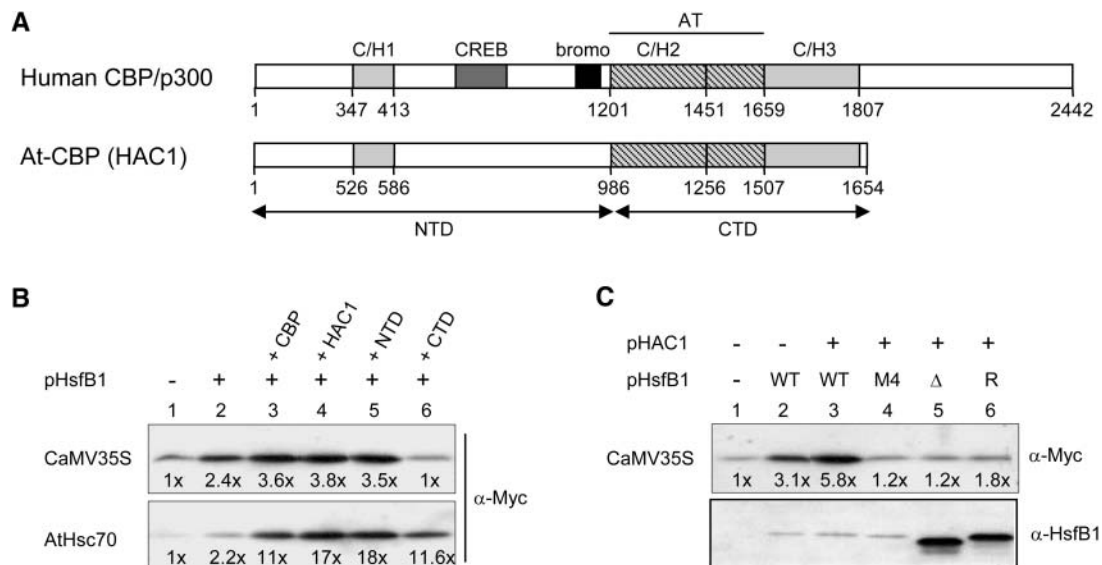 A
AT
C/H1 CREB bromo C/H2 C/H3
Human CBP/p300
1 347 413 1201 1451 1659 1807 2442
At-CBP (HAC1)
1 526 586 986 1256 1507 1654
NTD CTD
B
+ CBP + HAC1 + NTD + CTD
pHsfB1 - + + + + +
1 2 3 4 5 6
CaMV35S 1x 2.4x 3.6x 3.8x 3.5x 1x
α-Myc
AtHsc70 1x 2.2x 11x 17x 18x 11.6x
C
pHAC1 - - + + + +
pHsfB1 - WT WT M4 Δ R
1 2 3 4 5 6
CaMV35S 1x 3.1x 5.8x 1.2x 1.2x 1.8x α-Myc
α-HsfB1